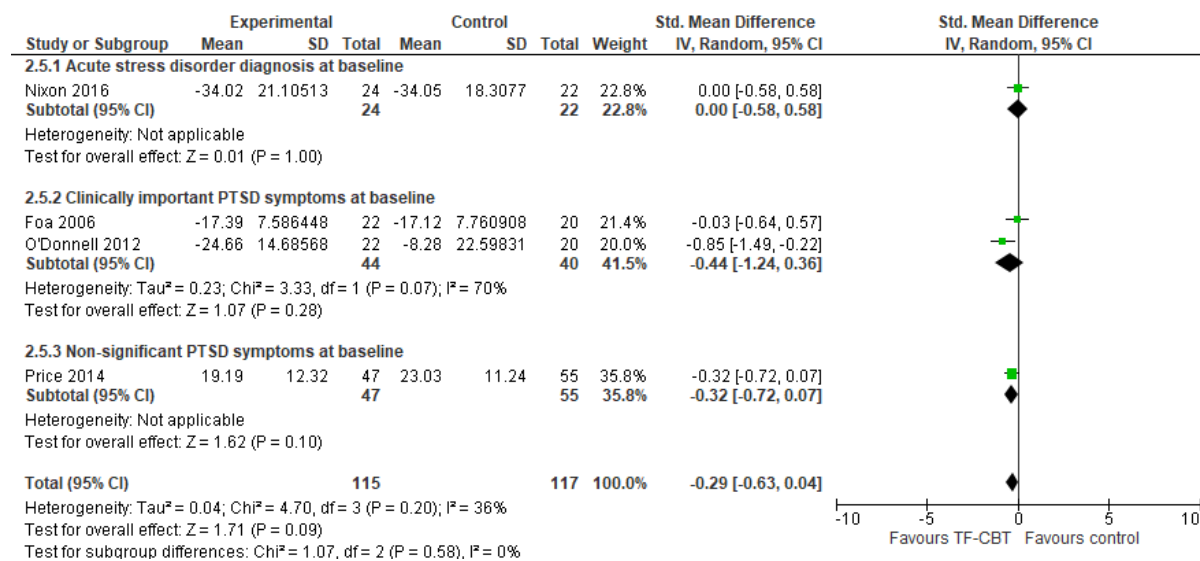 Experimental Control Std. Mean Difference Std. Mean Difference
Study or Subgroup Mean SD Total Mean SD Total Weight IV, Random, 95% CI IV, Random, 95% CI
2.5.1 Acute stress disorder diagnosis at baseline
Nixon 2016 -34.02 21.10513 24 -34.05 18.3077 22 22.8% 0.00 [-0.58, 0.58]
Subtotal (95% CI) 24 22 22.8% 0.00 [-0.58, 0.58]
Heterogeneity: Not applicable
Test for overall effect: Z = 0.01 (P = 1.00)
2.5.2 Clinically important PTSD symptoms at baseline
Foa 2006 -17.39 7.586448 22 -17.12 7.760908 20 21.4% -0.03 [-0.64, 0.57]
O'Donnell 2012 -24.66 14.68568 22 -8.28 22.59831 20 20.0% -0.85 [-1.49, -0.22]
Subtotal (95% CI) 44 40 41.5% -0.44 [-1.24, 0.36]
Heterogeneity: Tau² = 0.23; Chi² = 3.33, df = 1 (P = 0.07); I² = 70%
Test for overall effect: Z = 1.07 (P = 0.28)
2.5.3 Non-significant PTSD symptoms at baseline
Price 2014 19.19 12.32 47 23.03 11.24 55 35.8% -0.32 [-0.72, 0.07]
Subtotal (95% CI) 47 55 35.8% -0.32 [-0.72, 0.07]
Heterogeneity: Not applicable
Test for overall effect: Z = 1.62 (P = 0.10)
Total (95% CI) 115 117 100.0% -0.29 [-0.63, 0.04]
Heterogeneity: Tau² = 0.04; Chi² = 4.70, df = 3 (P = 0.20); I² = 36%
Test for overall effect: Z = 1.71 (P = 0.09)
Test for subgroup differences: Chi² = 1.07, df = 2 (P = 0.58), I² = 0%
-10 -5 0 5 10
Favours TF-CBT Favours control